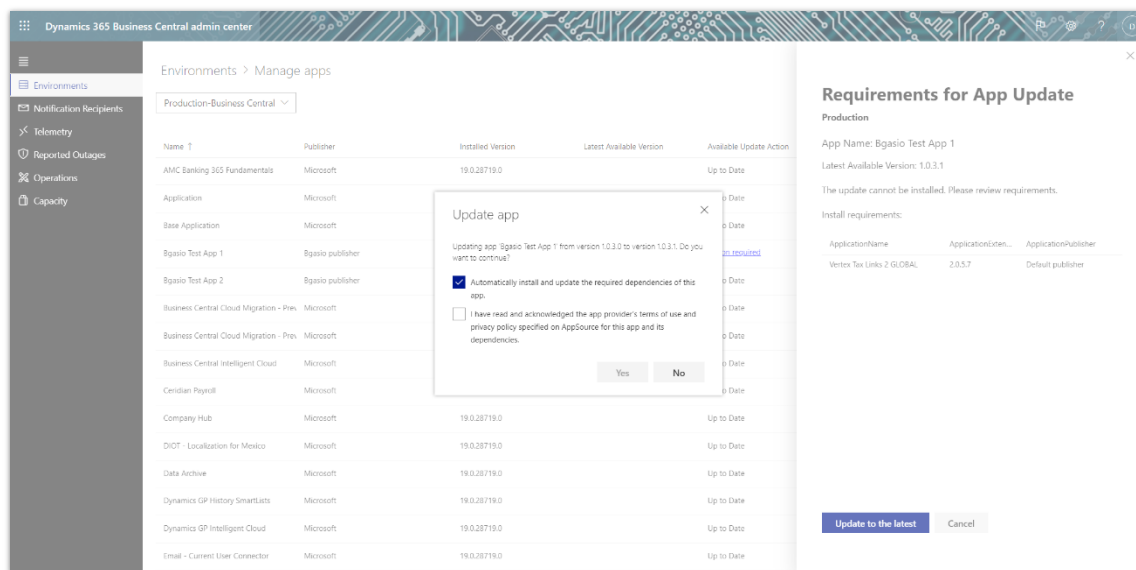 Dynamics 365 Business Central admin center
?
Environments
Notification Recipients
Telemetry
Reported Outages
Operations
Capacity
Environments > Manage apps
Production-Business Central
Name ↑ Publisher Installed Version Latest Available Version Available Update Action
AMC Banking 365 Fundamentals Microsoft 19.0.28719.0 Up to Date
Application Microsoft Date
Base Application Microsoft Date
Bgasio Test App 1 Bgasio publisher required
Bgasio Test App 2 Bgasio publisher Date
Business Central Cloud Migration - Prev Microsoft Date
Business Central Cloud Migration - Prev Microsoft Date
Business Central Intelligent Cloud Microsoft Date
Ceridian Payroll Microsoft Date
Company Hub Microsoft 19.0.28719.0 Up to Date
DIOT - Localization for Mexico Microsoft 19.0.28719.0 Up to Date
Data Archive Microsoft 19.0.28719.0 Up to Date
Dynamics GP History SmartLists Microsoft 19.0.28719.0 Up to Date
Dynamics GP Intelligent Cloud Microsoft 19.0.28719.0 Up to Date
Email - Current User Connector Microsoft 19.0.28719.0 Up to Date
Update app
Updating app 'Bgasio Test App 1' from version 1.0.3.0 to version 1.0.3.1. Do you
want to continue?
Automatically install and update the required dependencies of this
app.
I have read and acknowledged the app provider's terms of use and
privacy policy specified on AppSource for this app and its
dependencies.
Yes No
Requirements for App Update
Production
App Name: Bgasio Test App 1
Latest Available Version: 1.0.3.1
The update cannot be installed. Please review requirements.
Install requirements:
ApplicationName ApplicationExten... ApplicationPublisher
Vertex Tax Links 2 GLOBAL 2.0.5.7 Default publisher
Update to the latest Cancel